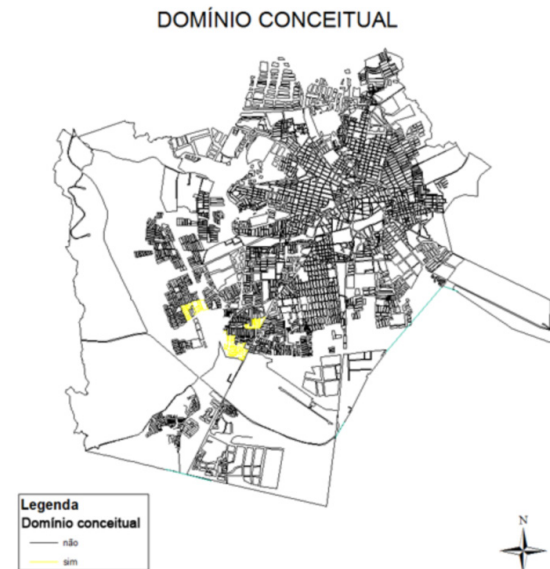 DOMÍNIO CONCEITUAL
Legenda
Domínio conceitual
não
sim
N